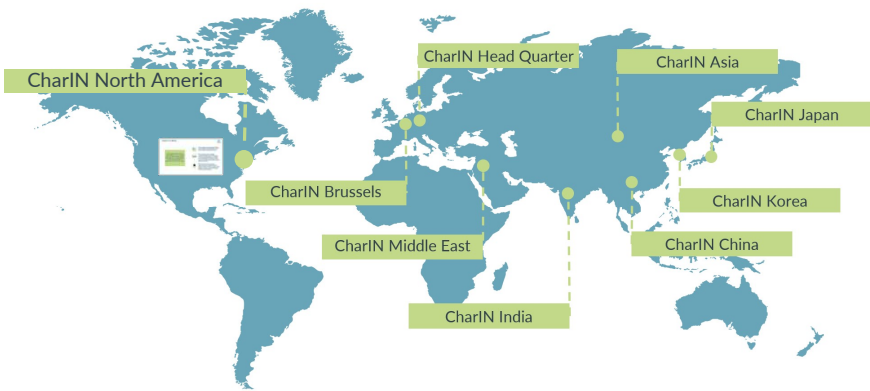 CharIN Head Quarter
CharIN Asia
CharIN North America
CharIN Japan
CharIN Brussels
CharIN Korea
CharIN Middle East
CharIN China
CharIN India